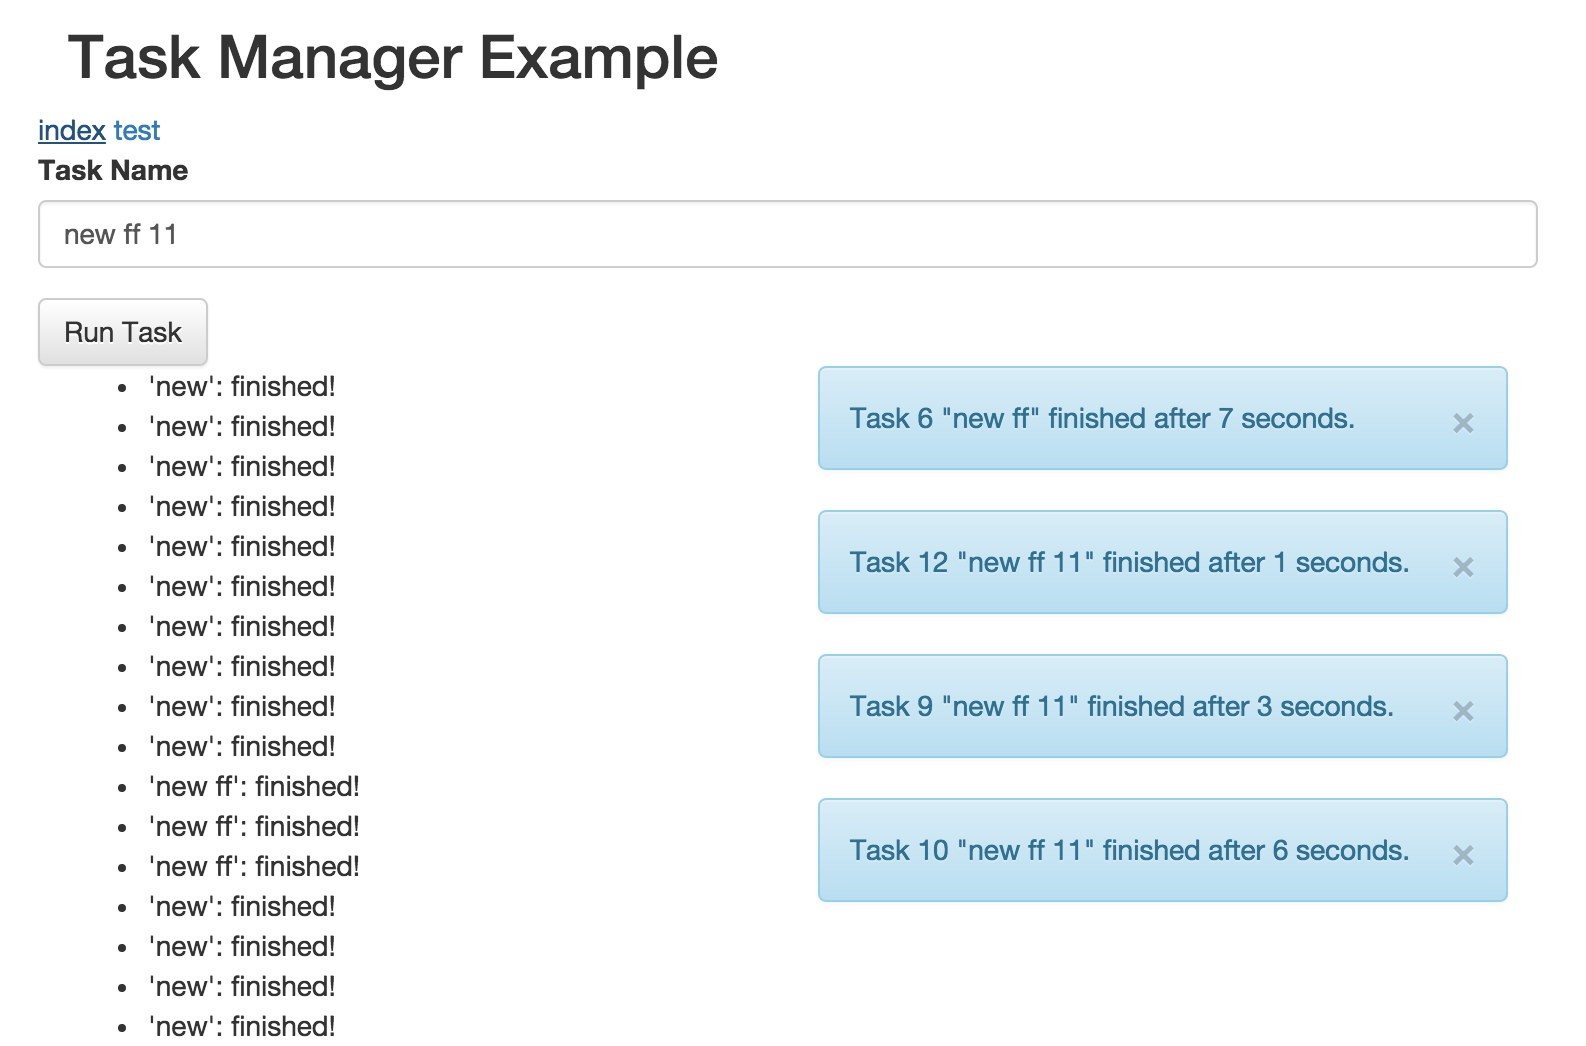 Task Manager Example
index test
Task Name
new ff 11
Run Task
'new': finished!
'new': finished!
'new': finished!
'new': finished!
'new': finished!
'new': finished!
'new': finished!
'new': finished!
'new': finished!
'new': finished!
'new ff': finished!
'new ff': finished!
'new ff': finished!
'new': finished!
'new': finished!
'new': finished!
'new': finished!
Task 6 "new ff" finished after 7 seconds. ×
Task 12 "new ff 11" finished after 1 seconds. ×
Task 9 "new ff 11" finished after 3 seconds. ×
Task 10 "new ff 11" finished after 6 seconds. ×